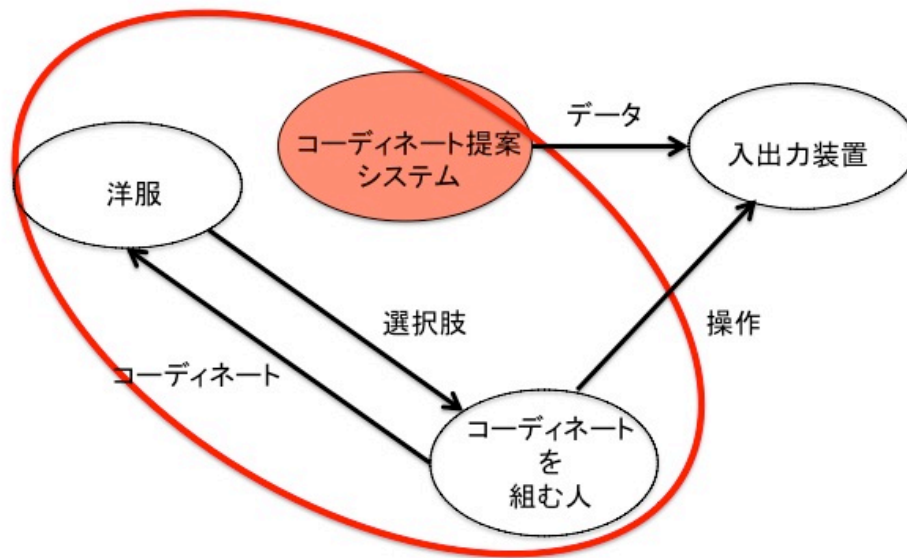 コーディネート提案
システム
データ
入出力装置
洋服
選択肢
操作
コーディネート
コーディネート
を
組む人